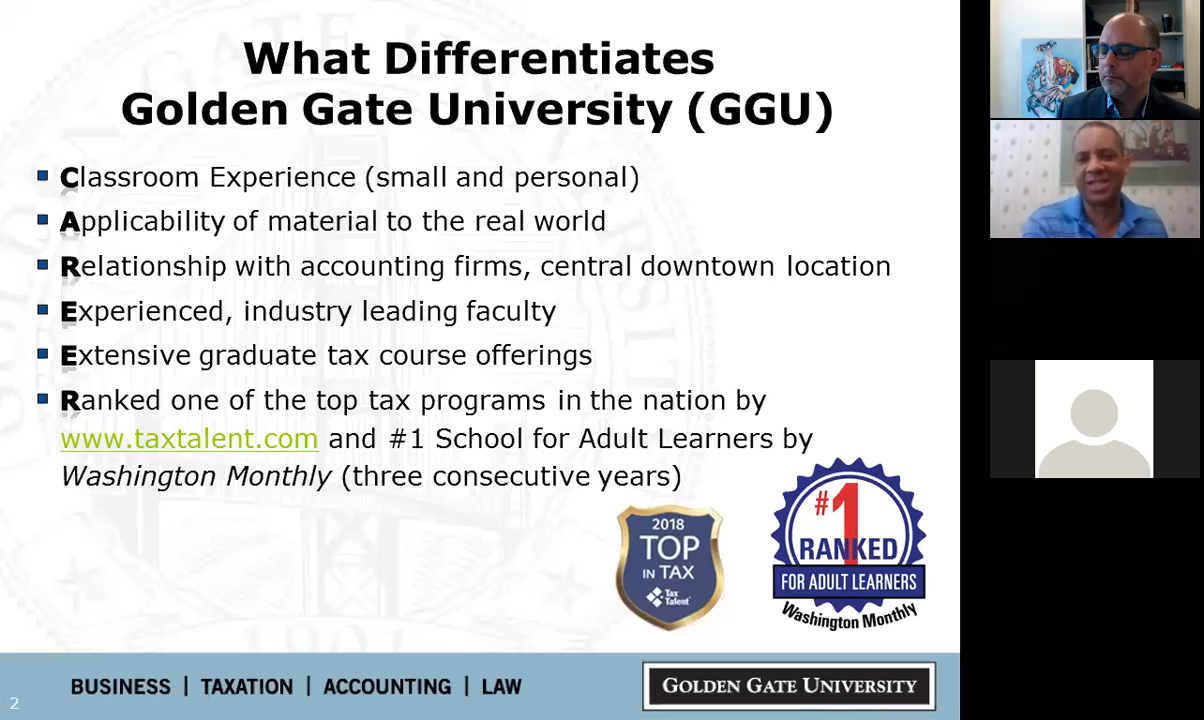 What Differentiates
Golden Gate University (GGU)
Classroom Experience (small and personal)
Applicability of material to the real world
Relationship with accounting firms, central downtown location
Experienced, industry leading faculty
Extensive graduate tax course offerings
Ranked one of the top tax programs in the nation by
www.taxtalent.com and #1 School for Adult Learners by
Washington Monthly (three consecutive years)
2018
TOP
IN TAX
Tax
Talent
#1
RANKED
FOR ADULT LEARNERS
Washington Monthly
BUSINESS | TAXATION | ACCOUNTING | LAW
GOLDEN GATE UNIVERSITY
2